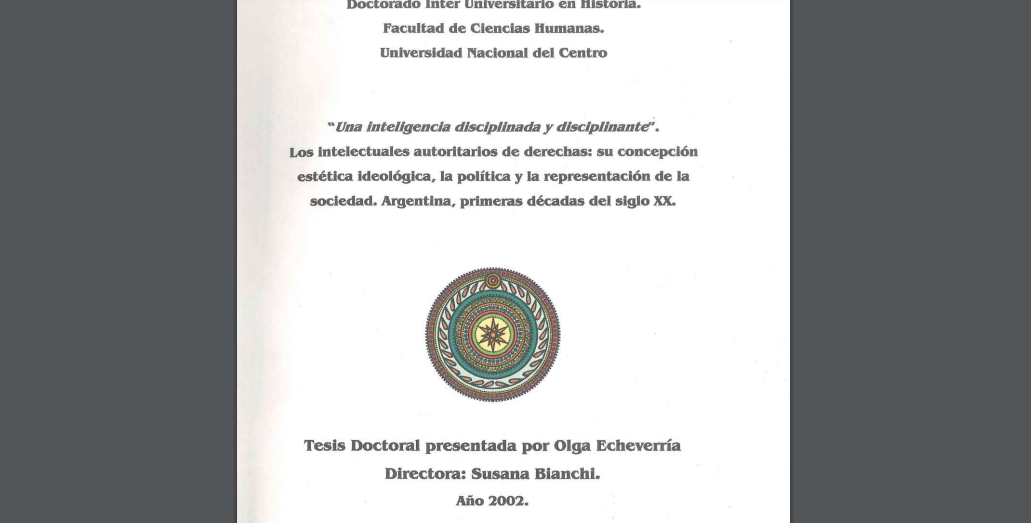 Doctorado Inter Universitario en Historia.
Facultad de Ciencias Humanas.
Universidad Nacional del Centro
“Una inteligencia disciplinada y disciplinante”.
Los intelectuales autoritarios de derechas: su concepción
estética ideológica, la política y la representación de la
sociedad. Argentina, primeras décadas del siglo XX.
Tesis Doctoral presentada por Olga Echeverría
Directora: Susana Bianchi.
Año 2002.